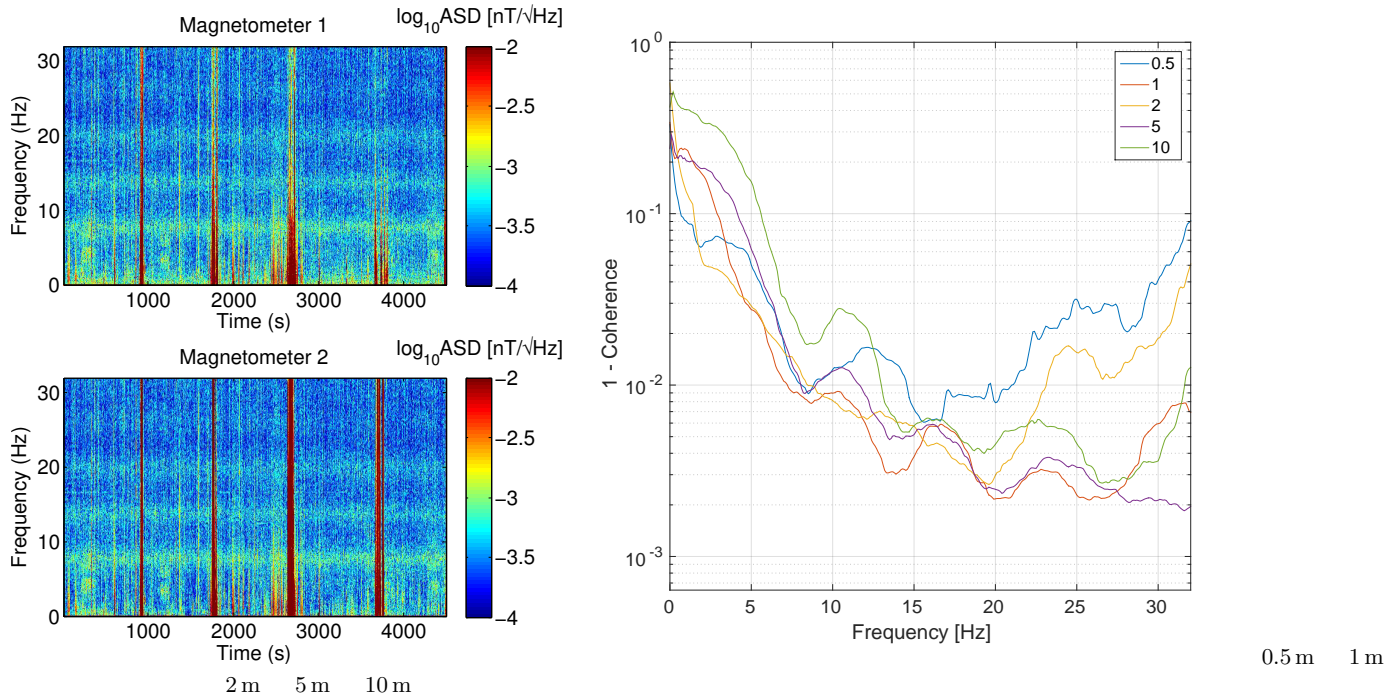 Magnetometer 1
log10ASD [nT/√Hz]
Frequency (Hz)
30
20
10
0
1000 2000 3000 4000
Time (s)
−2
−2.5
−3
−3.5
−4
Magnetometer 2
log10ASD [nT/√Hz]
Frequency (Hz)
30
20
10
0
1000 2000 3000 4000
Time (s)
−2
−2.5
−3
−3.5
−4
1 - Coherence
10^0
10^-1
10^-2
10^-3
0 5 10 15 20 25 30
Frequency [Hz]
0.5
1
2
5
10
0.5 m 1 m
2 m 5 m 10 m